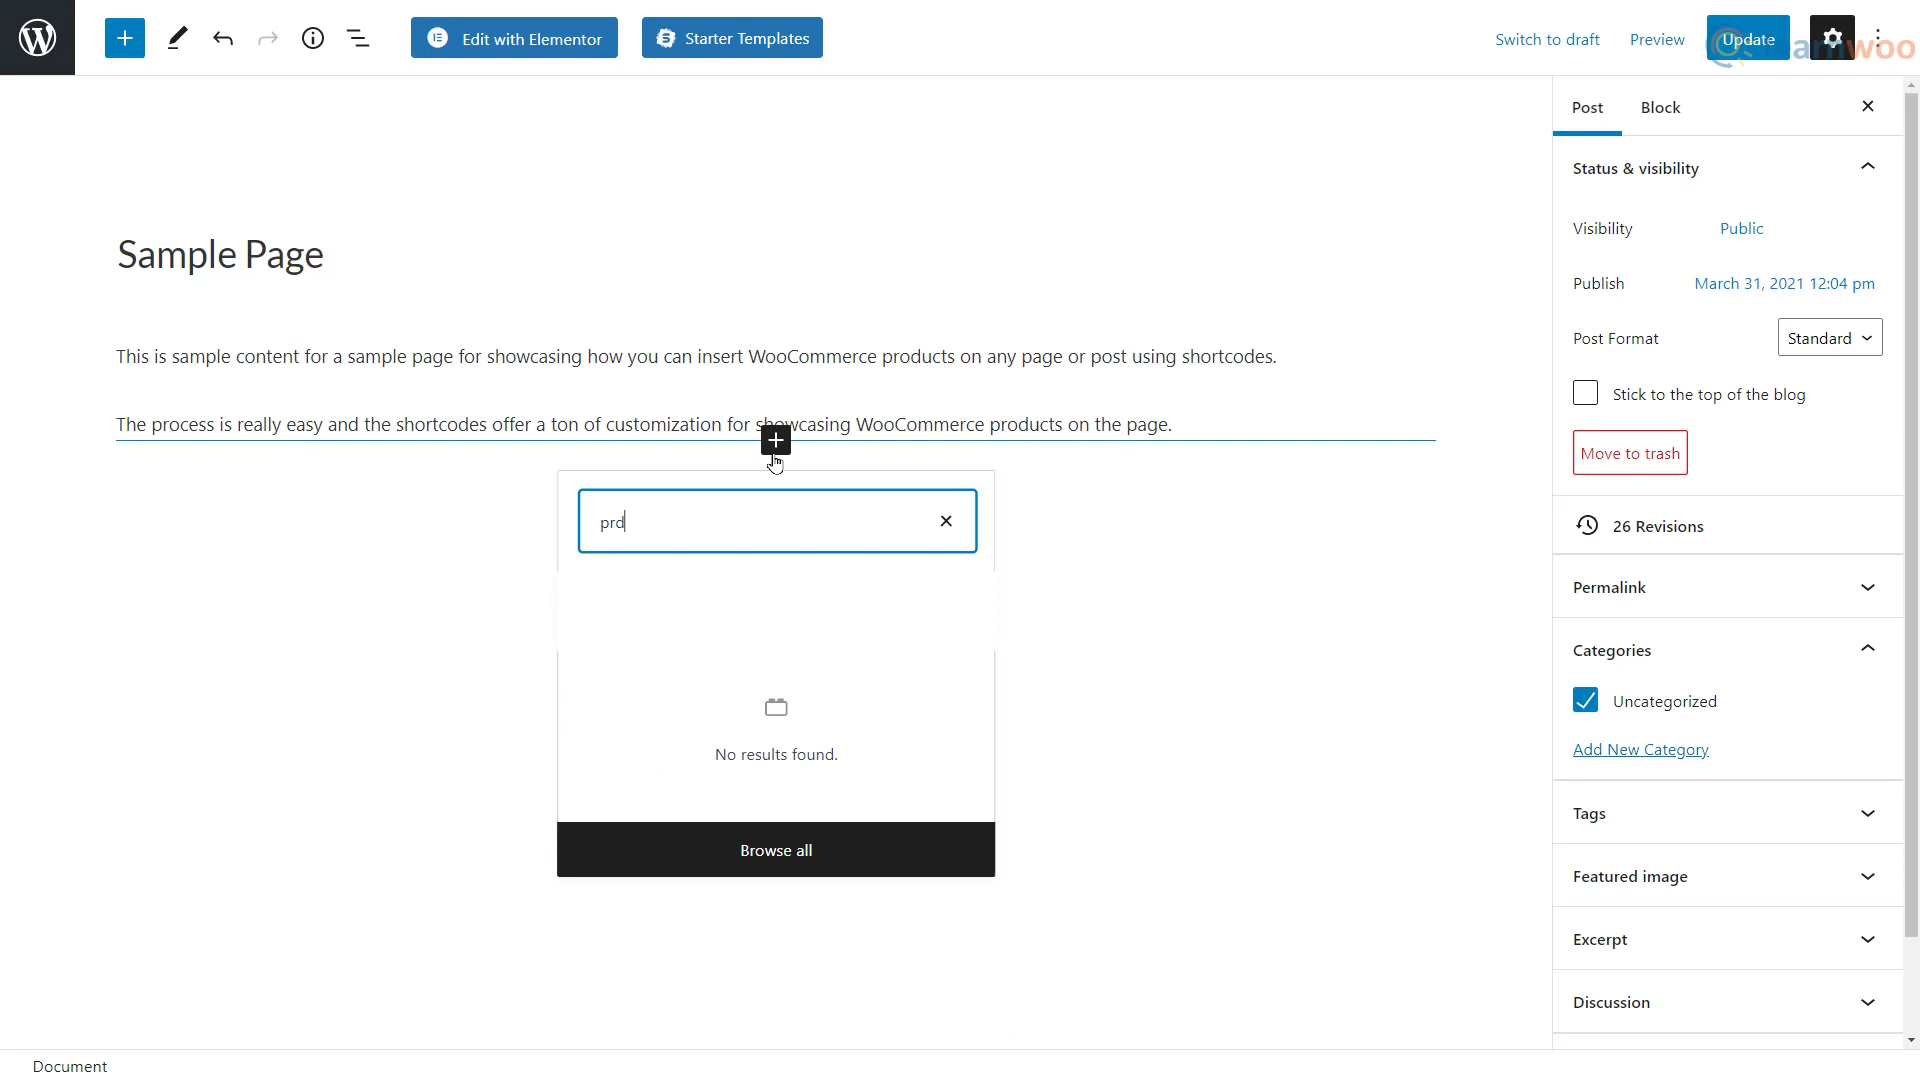 Edit with Elementor
Starter Templates
Switch to draft
Preview
Update
woo
Post
Block
Status & visibility
Visibility
Public
Publish
March 31, 2021 12:04 pm
Post Format
Standard
Stick to the top of the blog
Move to trash
26 Revisions
Permalink
Categories
Uncategorized
Add New Category
Tags
Featured image
Excerpt
Discussion
Sample Page
This is sample content for a sample page for showcasing how you can insert WooCommerce products on any page or post using shortcodes.
The process is really easy and the shortcodes offer a ton of customization for showcasing WooCommerce products on the page.
prd
No results found.
Browse all
Document